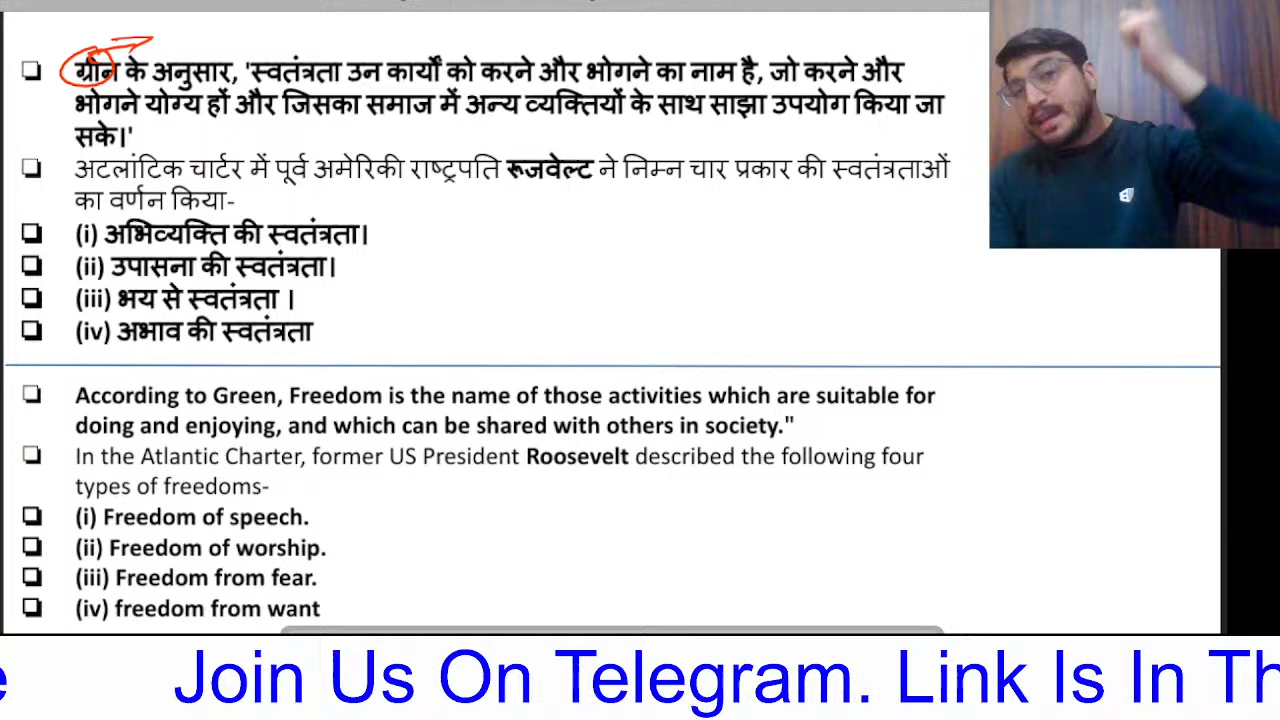 ❑ ग्रीन के अनुसार, 'स्वतंत्रता उन कार्यों को करने और भोगने का नाम है, जो करने और
भोगने योग्य हों और जिसका समाज में अन्य व्यक्तियों के साथ साझा उपयोग किया जा
सके।'
❑ अटलांटिक चार्टर में पूर्व अमेरिकी राष्ट्रपति रूजवेल्ट ने निम्न चार प्रकार की स्वतंत्रताओं
का वर्णन किया-
❑ (i) अभिव्यक्ति की स्वतंत्रता।
❑ (ii) उपासना की स्वतंत्रता।
❑ (iii) भय से स्वतंत्रता ।
❑ (iv) अभाव की स्वतंत्रता
❑ According to Green, Freedom is the name of those activities which are suitable for
doing and enjoying, and which can be shared with others in society."
❑ In the Atlantic Charter, former US President Roosevelt described the following four
types of freedoms-
❑ (i) Freedom of speech.
❑ (ii) Freedom of worship.
❑ (iii) Freedom from fear.
❑ (iv) freedom from want
e Join Us On Telegram. Link Is In Th